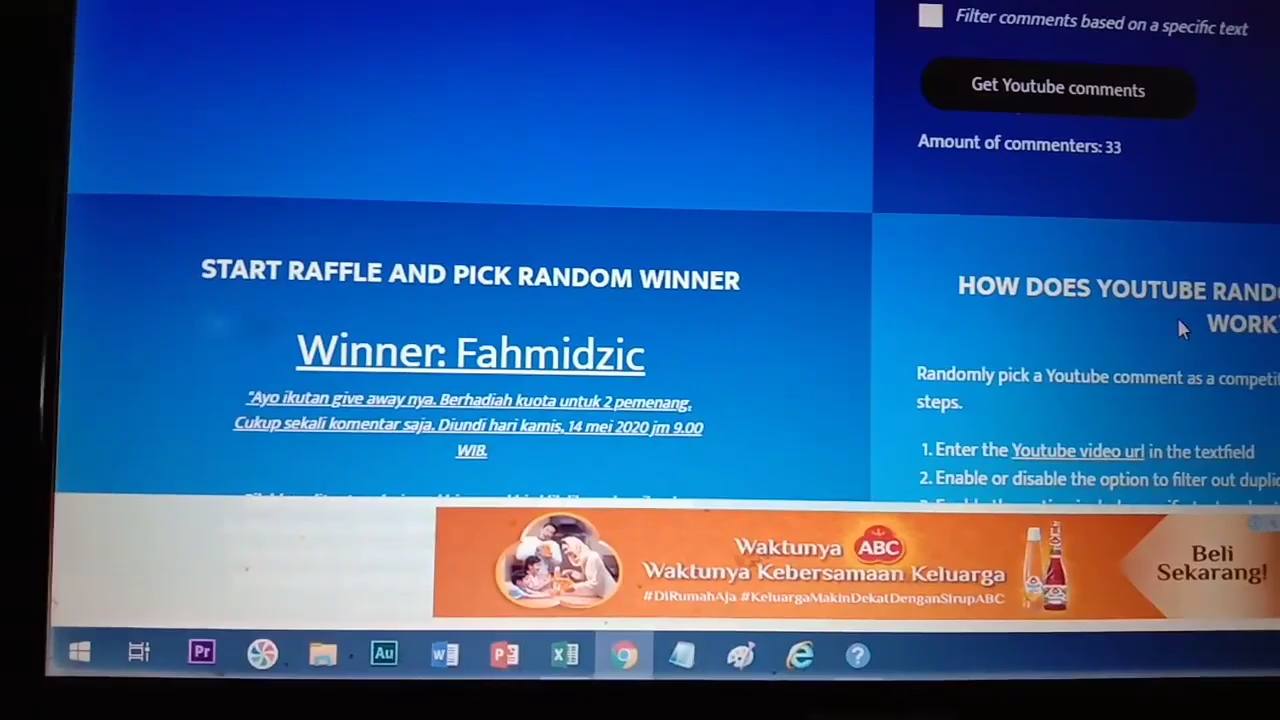 Filter comments based on a specific text
Get Youtube comments
Amount of commenters: 33
START RAFFLE AND PICK RANDOM WINNER
Winner: Fahmidzic
"Ayo ikutan give away nya. Berhadiah kuota untuk 2 pemenang.
Cukup sekali komentar saja. Diundi hari kamis, 14 mei 2020 jm 9.00
WIB.
HOW DOES YOUTUBE
WORK
Randomly pick a Youtube comment as a
steps.
1. Enter the Youtube video url in the textfield
2. Enable or disable the option to filter out
Waktunya ABC
Waktunya Kebersamaan Keluarga
#DiRumahAja #KeluargaMakinDekatDenganSirupABC
Beli
Sekarang!
Pr
Au
W
P
X
?